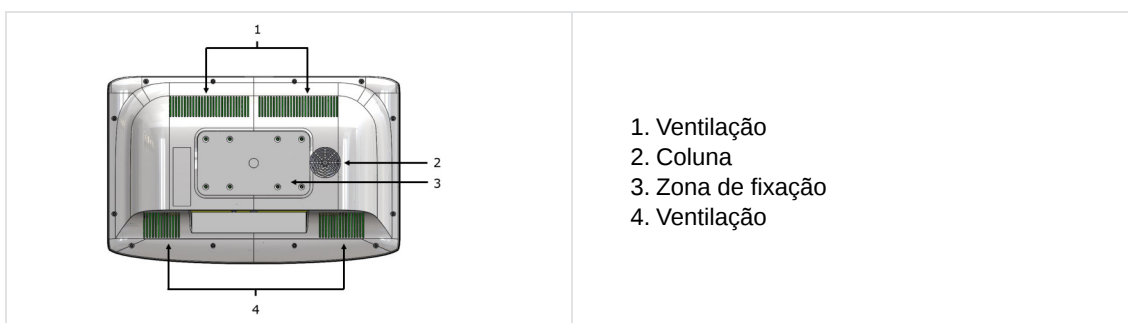 1
2
3
4
1. Ventilação
2. Coluna
3. Zona de fixação
4. Ventilação